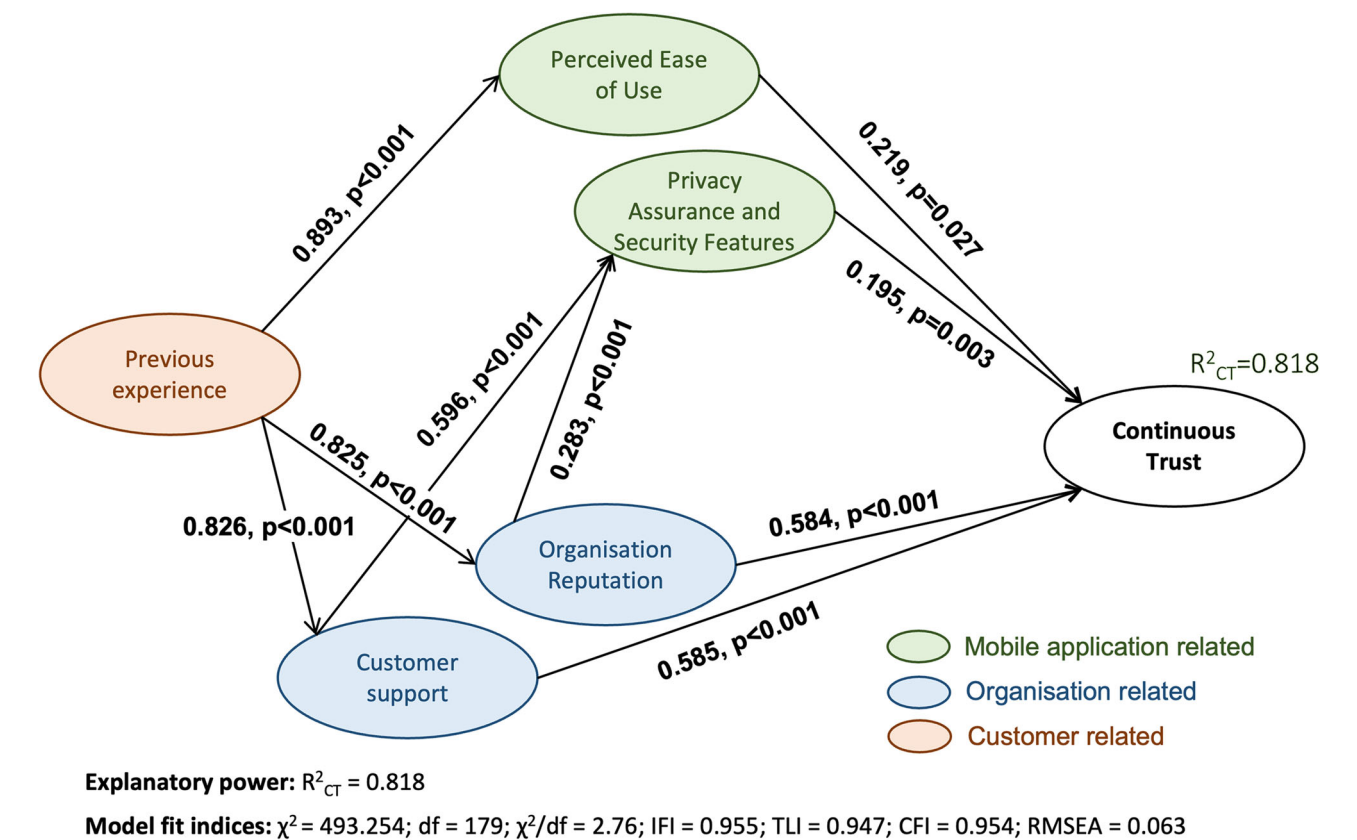 Perceived Ease
of Use
Privacy
Assurance and
Security Features
0.893, p<0.001
0.219, p=0.027
0.195, p=0.003
Previous
experience
0.596, p<0.001
0.283, p<0.001
0.825, p<0.001
0.826, p<0.001
R²CT=0.818
Continuous
Trust
Organisation
Reputation
0.584, p<0.001
Customer
support
0.585, p<0.001
Mobile application related
Organisation related
Customer related
Explanatory power: R²CT = 0.818
Model fit indices: χ² = 493.254; df = 179; χ²/df = 2.76; IFI = 0.955; TLI = 0.947; CFI = 0.954; RMSEA = 0.063